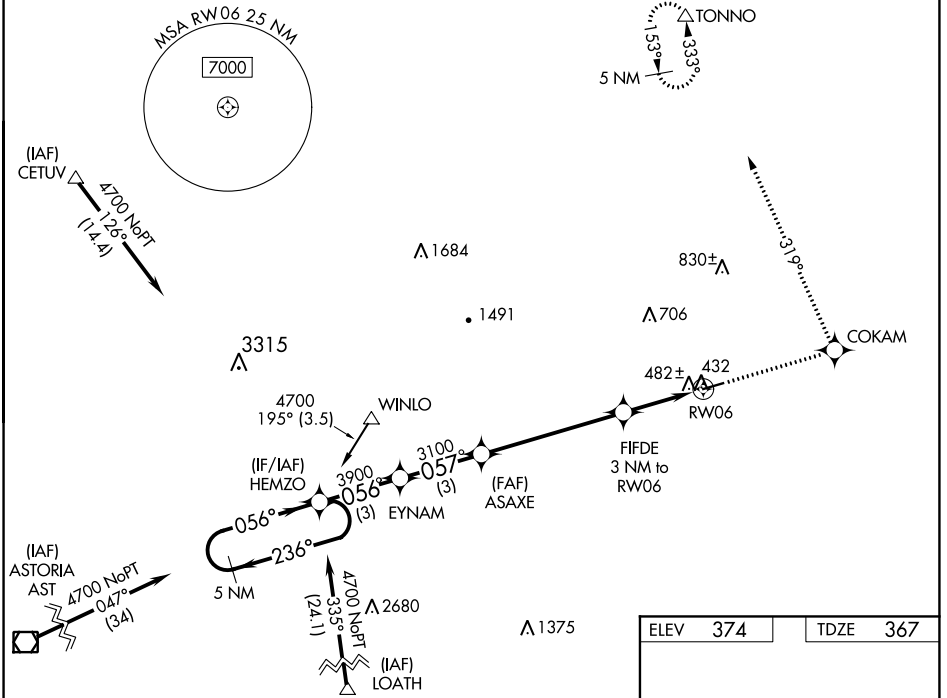 MSA RW06 25 NM
7000
TONNO
153°
333°
5 NM
(IAF)
CETUV
4700 NoPT
126°
(14.4)
1684
830±
319°
1491
706
COKAM
3315
482±
432
RW06
4700
195° (3.5)
WINLO
FIFDE
3 NM to
RW06
(IF/IAF)
HEMZO
3900
056°
(3)
EYNAM
3100
057°
(3)
(FAF)
ASAXE
056°
236°
5 NM
(IAF)
ASTORIA
AST
4700 NoPT
047°
(34)
4700 NoPT
335°
(24.1)
2680
1375
(IAF)
LOATH
ELEV 374
TDZE 367